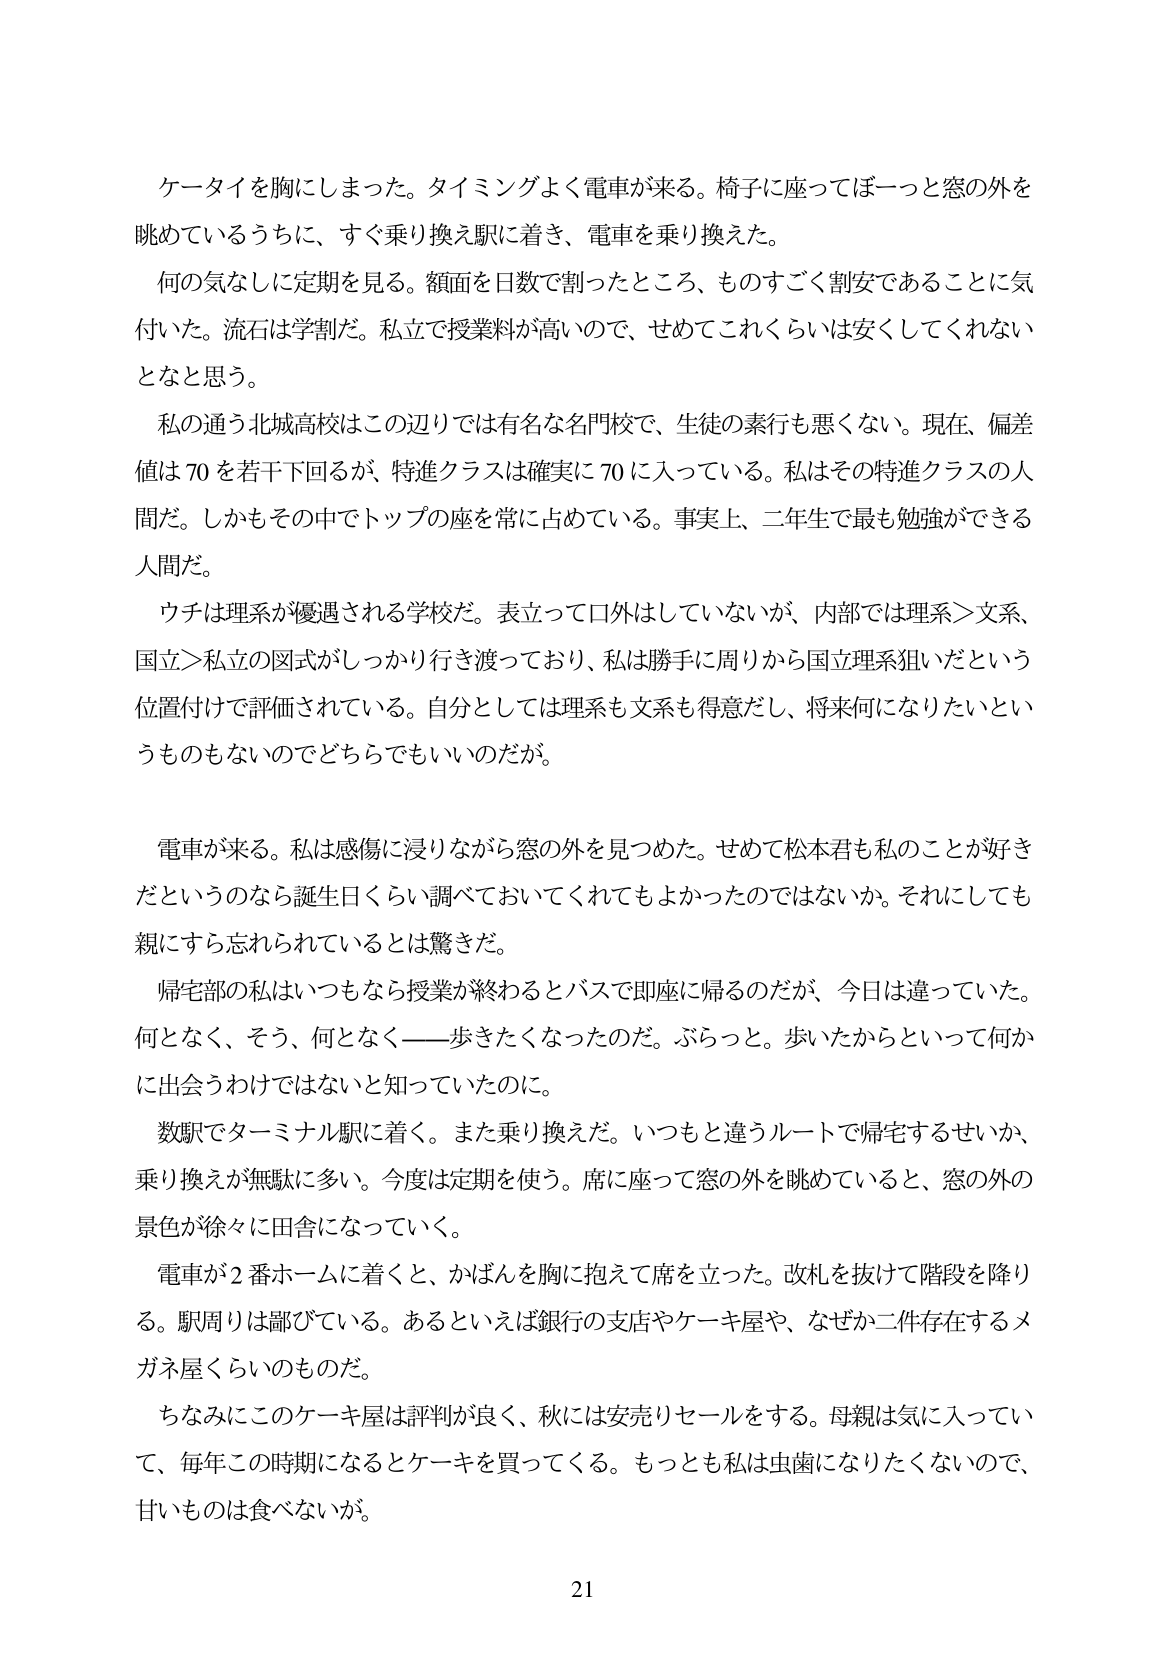 ケータイを胸にしまった。タイミングよく電車が来る。椅子に座ってぼーっと窓の外を
眺めているうちに、すぐ乗り換え駅に着き、電車を乗り換えた。
　何の気なしに定期を見る。額面を日数で割ったところ、ものすごく割安であることに気
付いた。流石は学割だ。私立で授業料が高いので、せめてこれくらいは安くしてくれない
となと思う。
　私の通う北城高校はこの辺りでは有名な名門校で、生徒の素行も悪くない。現在、偏差
値は 70 を若干下回るが、特進クラスは確実に 70 に入っている。私はその特進クラスの人
間だ。しかもその中でトップの座を常に占めている。事実上、二年生で最も勉強ができる
人間だ。
　ウチは理系が優遇される学校だ。表立って口外はしていないが、内部では理系＞文系、
国立＞私立の図式がしっかり行き渡っており、私は勝手に周りから国立理系狙いだという
位置付けで評価されている。自分としては理系も文系も得意だし、将来何になりたいとい
うものもないのでどちらでもいいのだが。
　電車が来る。私は感傷に浸りながら窓の外を見つめた。せめて松本君も私のことが好き
だというのなら誕生日くらい調べておいてくれてもよかったのではないか。それにしても
親にすら忘れられているとは驚きだ。
　帰宅部の私はいつもなら授業が終わるとバスで即座に帰るのだが、今日は違っていた。
何となく、そう、何となく――歩きたくなったのだ。ぶらっと。歩いたからといって何か
に出会うわけではないと知っていたのに。
　数駅でターミナル駅に着く。また乗り換えだ。いつもと違うルートで帰宅するせいか、
乗り換えが無駄に多い。今度は定期を使う。席に座って窓の外を眺めていると、窓の外の
景色が徐々に田舎になっていく。
　電車が 2 番ホームに着くと、かばんを胸に抱えて席を立った。改札を抜けて階段を降り
る。駅周りは鄙びている。あるといえば銀行の支店やケーキ屋や、なぜか二件存在するメ
ガネ屋くらいのものだ。
　ちなみにこのケーキ屋は評判が良く、秋には安売りセールをする。母親は気に入ってい
て、毎年この時期になるとケーキを買ってくる。もっとも私は虫歯になりたくないので、
甘いものは食べないが。
21